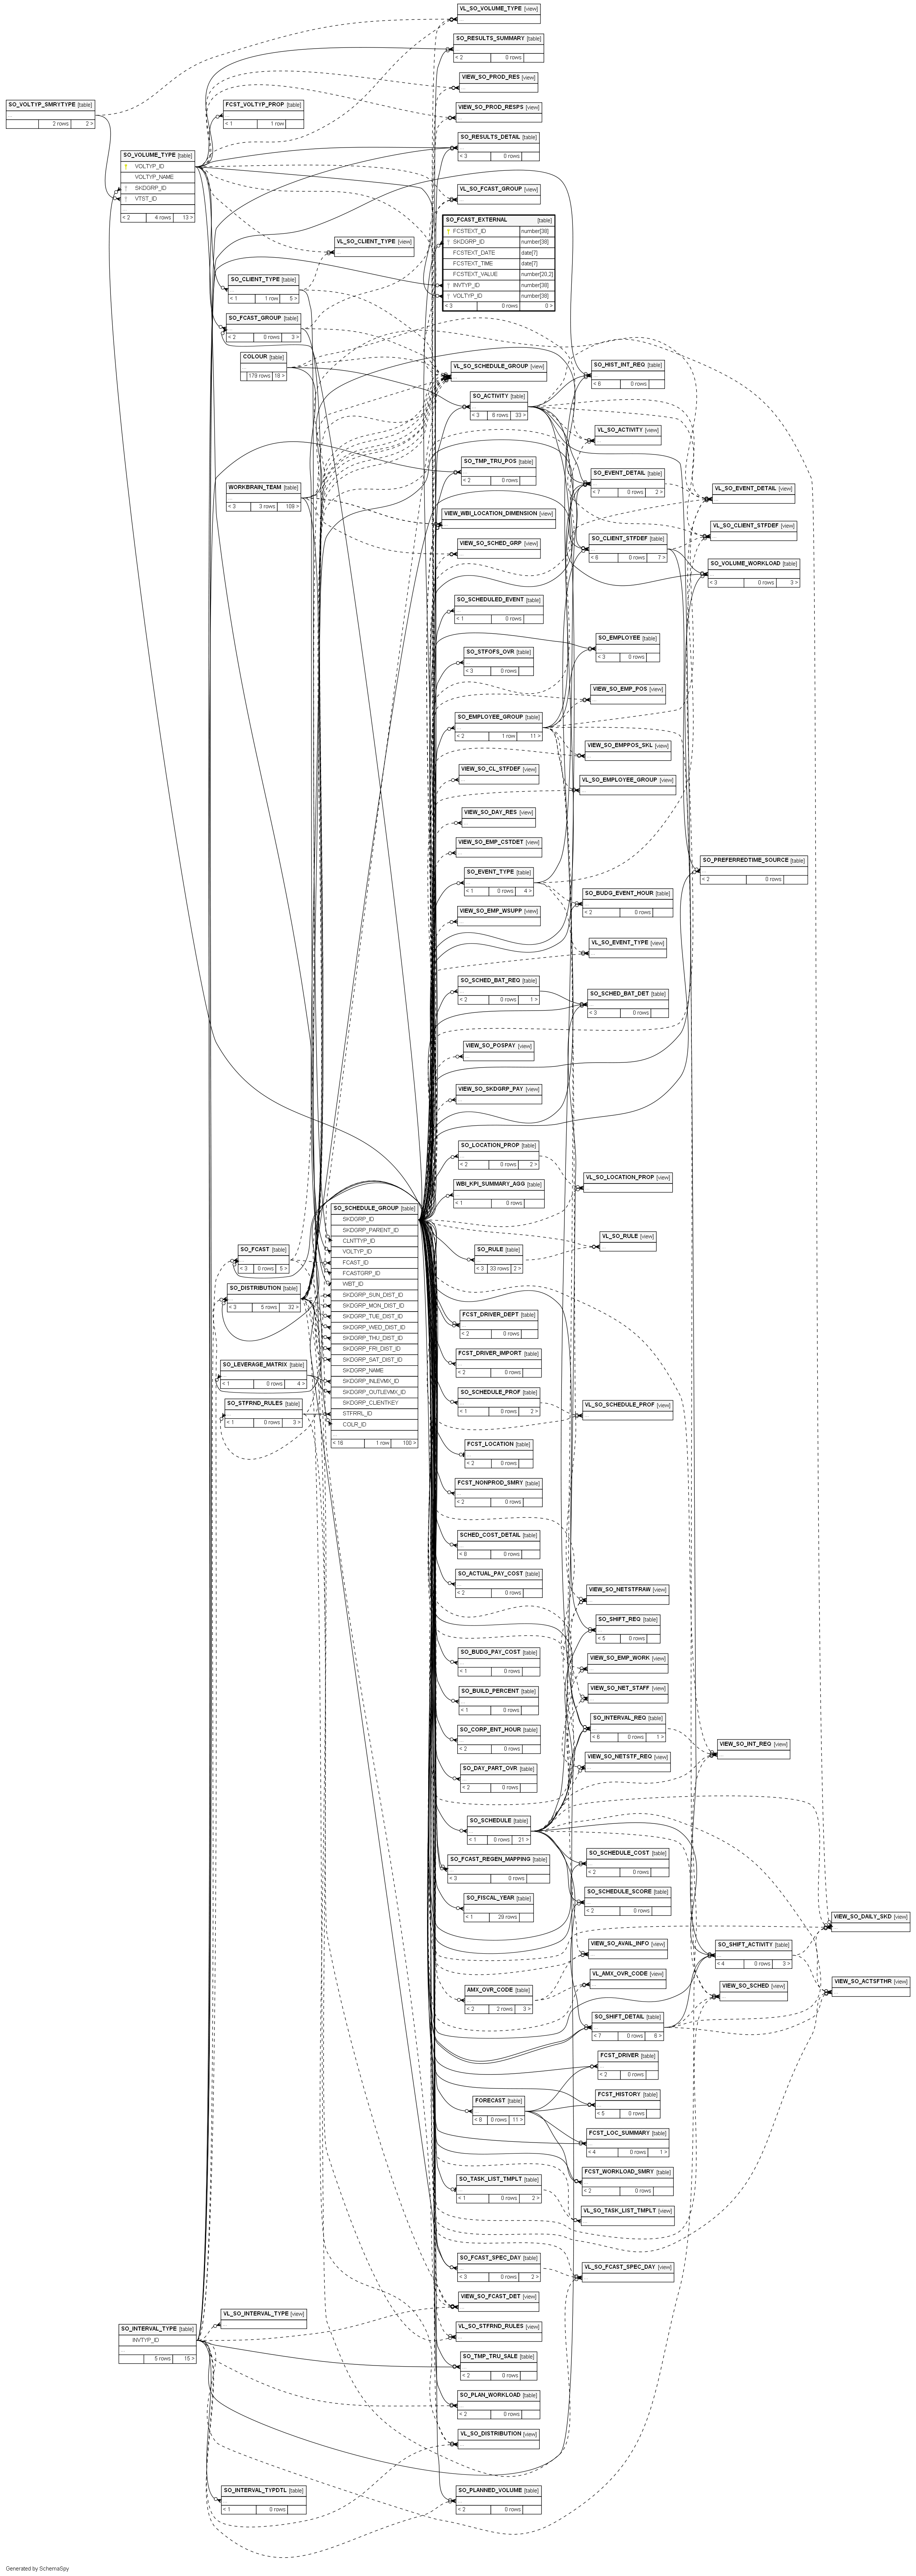 VL_SO_VOLUME_TYPE [view]
...
SO_RESULTS_SUMMARY [table]
...
< 2 0 rows
VIEW_SO_PROD_RES [view]
...
SO_VOLTYP_SMRYTYPE [table]
...
2 rows 2 >
FCST_VOLTYP_PROP [table]
...
< 1 1 row
VIEW_SO_PROD_RESPS [view]
...
SO_RESULTS_DETAIL [table]
...
< 3 0 rows
SO_VOLUME_TYPE [table]
VOLTYP_ID
VOLTYP_NAME
SKDGRP_ID
VTST_ID
...
< 2 4 rows 13 >
VL_SO_FCAST_GROUP [view]
...
SO_FCAST_EXTERNAL [table]
FCSTEXT_ID number[38]
SKDGRP_ID number[38]
FCSTEXT_DATE date[7]
FCSTEXT_TIME date[7]
FCSTEXT_VALUE number[20,2]
INVTYP_ID number[38]
VOLTYP_ID number[38]
< 3 0 rows 0 >
VL_SO_CLIENT_TYPE [view]
...
SO_CLIENT_TYPE [table]
...
< 1 1 row 5 >
SO_FCAST_GROUP [table]
...
< 2 0 rows 3 >
COLOUR [table]
...
179 rows 18 >
VL_SO_SCHEDULE_GROUP [view]
...
SO_HIST_INT_REQ [table]
...
< 6 0 rows
SO_ACTIVITY [table]
...
< 3 6 rows 33 >
VL_SO_ACTIVITY [view]
...
SO_TMP_TRU_POS [table]
...
< 2 0 rows
SO_EVENT_DETAIL [table]
...
< 7 0 rows 2 >
VL_SO_EVENT_DETAIL [view]
...
WORKBRAIN_TEAM [table]
...
< 3 3 rows 109 >
VIEW_WBI_LOCATION_DIMENSION [view]
...
VL_SO_CLIENT_STFDEF [view]
...
SO_CLIENT_STFDEF [table]
...
< 6 0 rows 7 >
VIEW_SO_SCHED_GRP [view]
...
SO_VOLUME_WORKLOAD [table]
...
< 3 0 rows 3 >
SO_SCHEDULED_EVENT [table]
...
< 1 0 rows
SO_EMPLOYEE [table]
...
< 3 0 rows
SO_STFOFS_OVR [table]
...
< 3 0 rows
VIEW_SO_EMP_POS [view]
...
SO_EMPLOYEE_GROUP [table]
...
< 2 1 row 11 >
VIEW_SO_EMPPOS_SKL [view]
...
VIEW_SO_CL_STFDEF [view]
...
VL_SO_EMPLOYEE_GROUP [view]
...
VIEW_SO_DAY_RES [view]
...
VIEW_SO_EMP_CSTDET [view]
...
SO_PREFERREDTIME_SOURCE [table]
...
< 2 0 rows
SO_EVENT_TYPE [table]
...
< 1 0 rows 4 >
SO_BUDG_EVENT_HOUR [table]
...
< 2 0 rows
VIEW_SO_EMP_WSUPP [view]
...
VL_SO_EVENT_TYPE [view]
...
SO_SCHED_BAT_REQ [table]
...
< 2 0 rows 1 >
SO_SCHED_BAT_DET [table]
...
< 3 0 rows
VIEW_SO_POSPAY [view]
...
VIEW_SO_SKDGRP_PAY [view]
...
SO_LOCATION_PROP [table]
...
< 2 0 rows 2 >
VL_SO_LOCATION_PROP [view]
...
WBI_KPI_SUMMARY_AGG [table]
...
< 1 0 rows
SO_SCHEDULE_GROUP [table]
SKDGRP_ID
SKDGRP_PARENT_ID
CLNTTYP_ID
VOLTYP_ID
FCAST_ID
FCASTGRP_ID
WBT_ID
SKDGRP_SUN_DIST_ID
SKDGRP_MON_DIST_ID
SKDGRP_TUE_DIST_ID
SKDGRP_WED_DIST_ID
SKDGRP_THU_DIST_ID
SKDGRP_FRI_DIST_ID
SKDGRP_SAT_DIST_ID
SKDGRP_NAME
SKDGRP_INLEVMX_ID
SKDGRP_OUTLEVMX_ID
SKDGRP_CLIENTKEY
STFRRL_ID
COLR_ID
...
< 16 1 row 100 >
SO_FCAST [table]
...
< 3 0 rows 5 >
SO_DISTRIBUTION [table]
...
< 3 5 rows 32 >
SO_LEVERAGE_MATRIX [table]
...
< 1 0 rows 4 >
SO_STFRND_RULES [table]
...
< 1 0 rows 3 >
SO_RULE [table]
...
< 3 33 rows 2 >
VL_SO_RULE [view]
...
FCST_DRIVER_DEPT [table]
...
< 2 0 rows
FCST_DRIVER_IMPORT [table]
...
< 2 0 rows
SO_SCHEDULE_PROF [table]
...
< 1 0 rows 2 >
VL_SO_SCHEDULE_PROF [view]
...
FCST_LOCATION [table]
...
< 2 0 rows
FCST_NONPROD_SMRY [table]
...
< 2 0 rows
SCHED_COST_DETAIL [table]
...
< 8 0 rows
SO_ACTUAL_PAY_COST [table]
...
< 2 0 rows
VIEW_SO_NETSTFRAW [view]
...
SO_SHIFT_REQ [table]
...
< 5 0 rows
SO_BUDG_PAY_COST [table]
...
< 1 0 rows
VIEW_SO_EMP_WORK [view]
...
SO_BUILD_PERCENT [table]
...
< 1 0 rows
VIEW_SO_NET_STAFF [view]
...
SO_INTERVAL_REQ [table]
...
< 6 0 rows 1 >
SO_CORP_ENT_HOUR [table]
...
< 2 0 rows
VIEW_SO_INT_REQ [view]
...
VIEW_SO_NETSTF_REQ [view]
...
SO_DAY_PART_OVR [table]
...
< 2 0 rows
SO_SCHEDULE [table]
...
< 1 0 rows 21 >
SO_FCAST_REGEN_MAPPING [table]
...
< 3 0 rows
SO_SCHEDULE_COST [table]
...
< 2 0 rows
SO_FISCAL_YEAR [table]
...
< 1 29 rows
SO_SCHEDULE_SCORE [table]
...
< 2 0 rows
VIEW_SO_DAILY_SKD [view]
...
VIEW_SO_AVAIL_INFO [view]
...
SO_SHIFT_ACTIVITY [table]
...
< 4 0 rows 3 >
VL_AMX_OVR_CODE [view]
...
AMX_OVR_CODE [table]
...
< 2 2 rows 3 >
VIEW_SO_SCHED [view]
...
VIEW_SO_ACTSFTHR [view]
...
SO_SHIFT_DETAIL [table]
...
< 7 0 rows 6 >
FCST_DRIVER [table]
...
< 2 0 rows
FORECAST [table]
...
< 8 0 rows 11 >
FCST_HISTORY [table]
...
< 5 0 rows
FCST_LOC_SUMMARY [table]
...
< 4 0 rows 1 >
FCST_WORKLOAD_SMRY [table]
...
< 2 0 rows
SO_TASK_LIST_TMPLT [table]
...
< 1 0 rows 2 >
VL_SO_TASK_LIST_TMPLT [view]
...
SO_FCAST_SPEC_DAY [table]
...
< 3 0 rows 2 >
VL_SO_FCAST_SPEC_DAY [view]
...
VIEW_SO_FCAST_DET [view]
...
VL_SO_INTERVAL_TYPE [view]
...
SO_INTERVAL_TYPE [table]
INVTYP_ID
...
5 rows 15 >
VL_SO_STFRND_RULES [view]
...
SO_TMP_TRU_SALE [table]
...
< 2 0 rows
SO_PLAN_WORKLOAD [table]
...
< 2 0 rows
VL_SO_DISTRIBUTION [view]
...
SO_INTERVAL_TYPDTL [table]
...
< 1 0 rows
SO_PLANNED_VOLUME [table]
...
< 2 0 rows
Generated by SchemaSpy